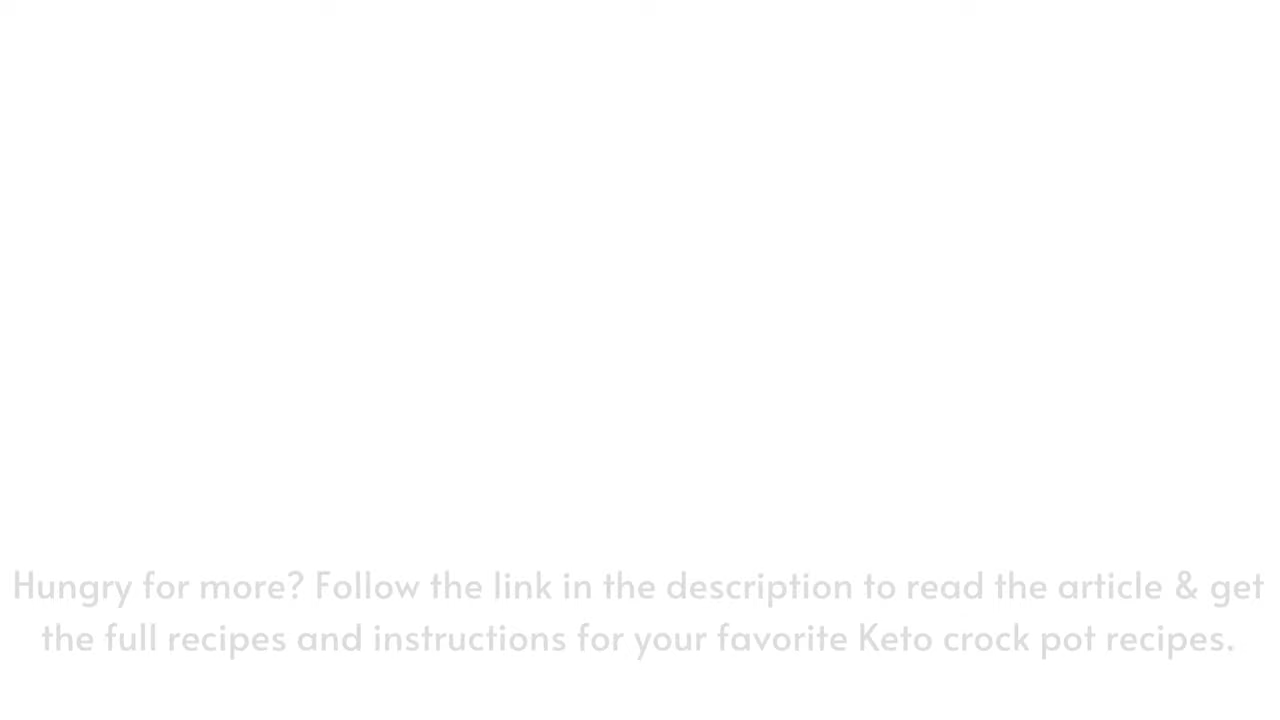 Hungry for more? Follow the link in the description to read the article & get
the full recipes and instructions for your favorite Keto crock pot recipes.